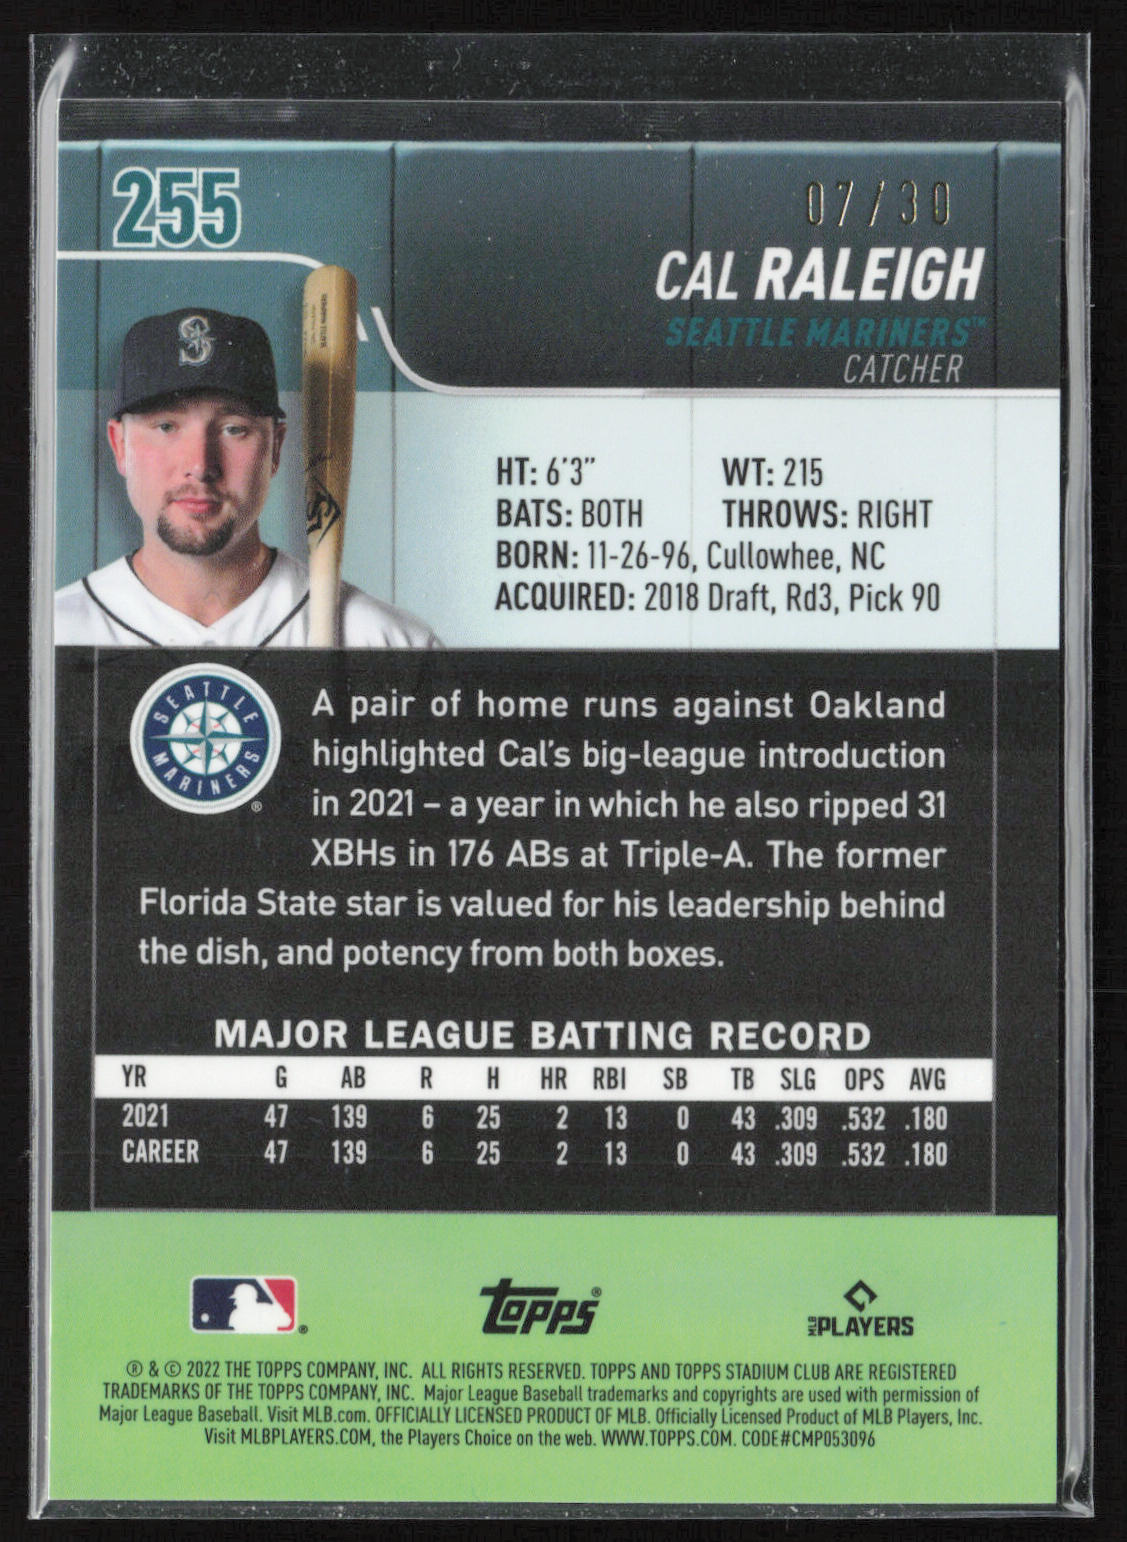 255
07/30
CAL RALEIGH
SEATTLE MARINERS™
CATCHER
HT: 6'3" WT: 215
BATS: BOTH THROWS: RIGHT
BORN: 11-26-96, Cullowhee, NC
ACQUIRED: 2018 Draft, Rd3, Pick 90
SEATTLE MARINERS ®
A pair of home runs against Oakland
highlighted Cal's big-league introduction
in 2021 – a year in which he also ripped 31
XBHs in 176 ABs at Triple-A. The former
Florida State star is valued for his leadership behind
the dish, and potency from both boxes.
MAJOR LEAGUE BATTING RECORD
YR G AB R H HR RBI SB TB SLG OPS AVG
2021 47 139 6 25 2 13 0 43 .309 .532 .180
CAREER 47 139 6 25 2 13 0 43 .309 .532 .180
Topps®
MLB PLAYERS
® & © 2022 THE TOPPS COMPANY, INC. ALL RIGHTS RESERVED. TOPPS AND TOPPS STADIUM CLUB ARE REGISTERED
TRADEMARKS OF THE TOPPS COMPANY, INC. Major League Baseball trademarks and copyrights are used with permission of
Major League Baseball. Visit MLB.com. OFFICIALLY LICENSED PRODUCT OF MLB. Officially Licensed Product of MLB Players, Inc.
Visit MLBPLAYERS.COM, the Players Choice on the web. WWW.TOPPS.COM. CODE#CMP053096